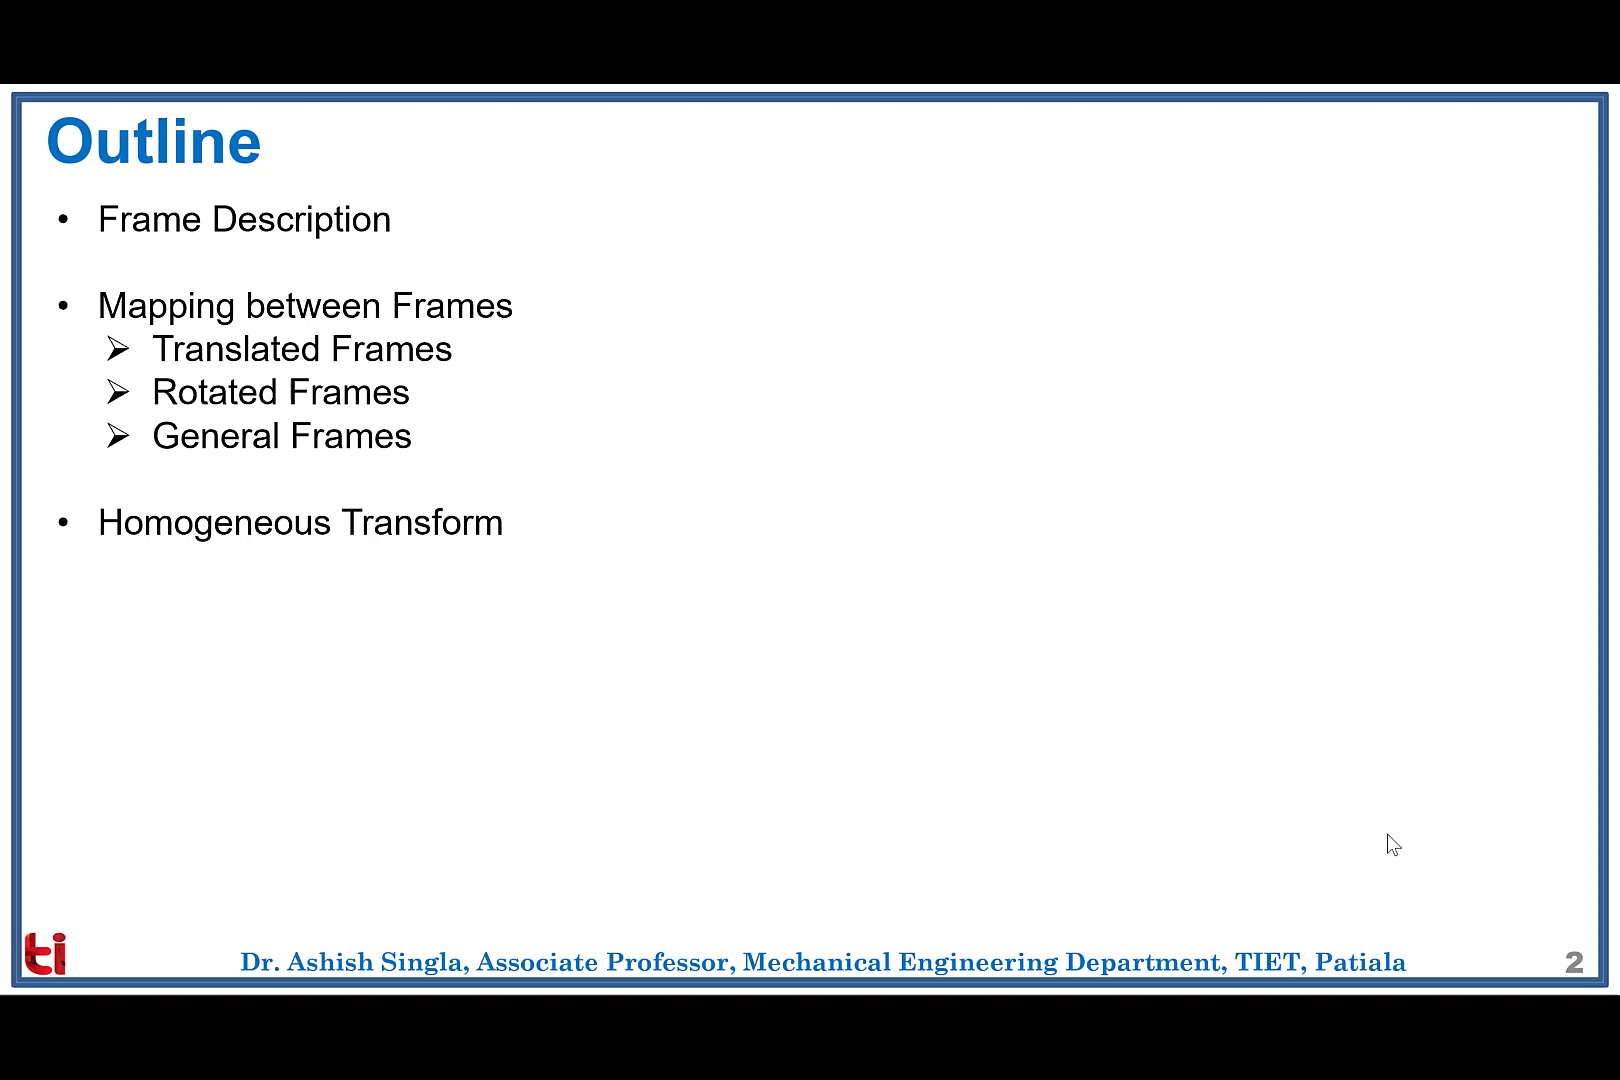 Outline
• Frame Description
• Mapping between Frames
➢ Translated Frames
➢ Rotated Frames
➢ General Frames
• Homogeneous Transform
ti
Dr. Ashish Singla, Associate Professor, Mechanical Engineering Department, TIET, Patiala
2